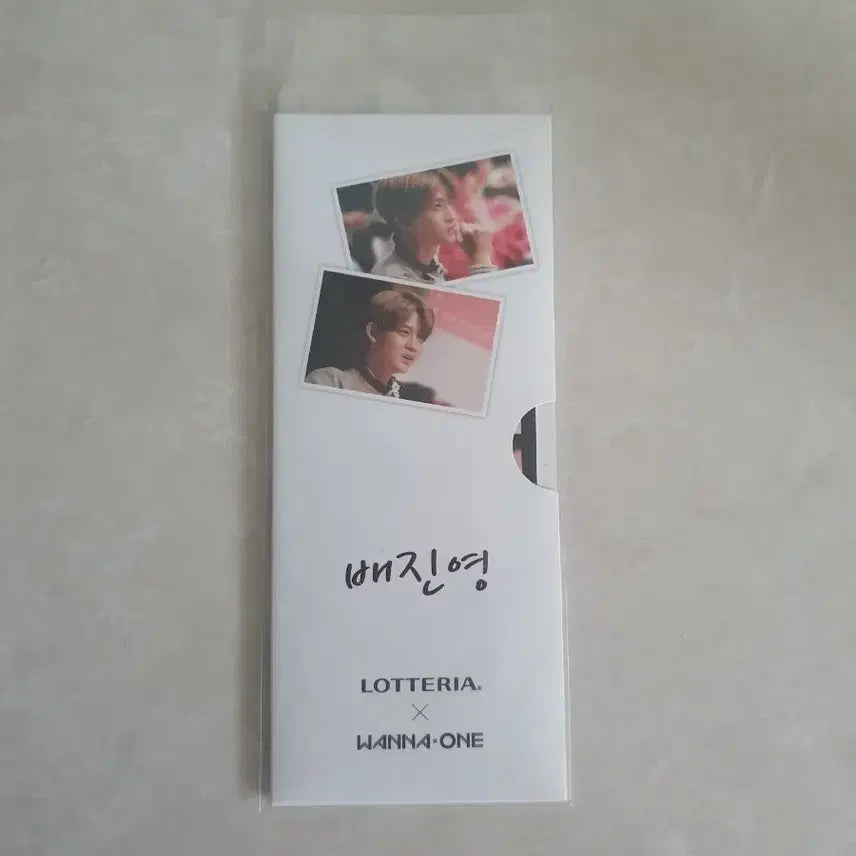 배진영
LOTTERIA.
×
WANNA·ONE